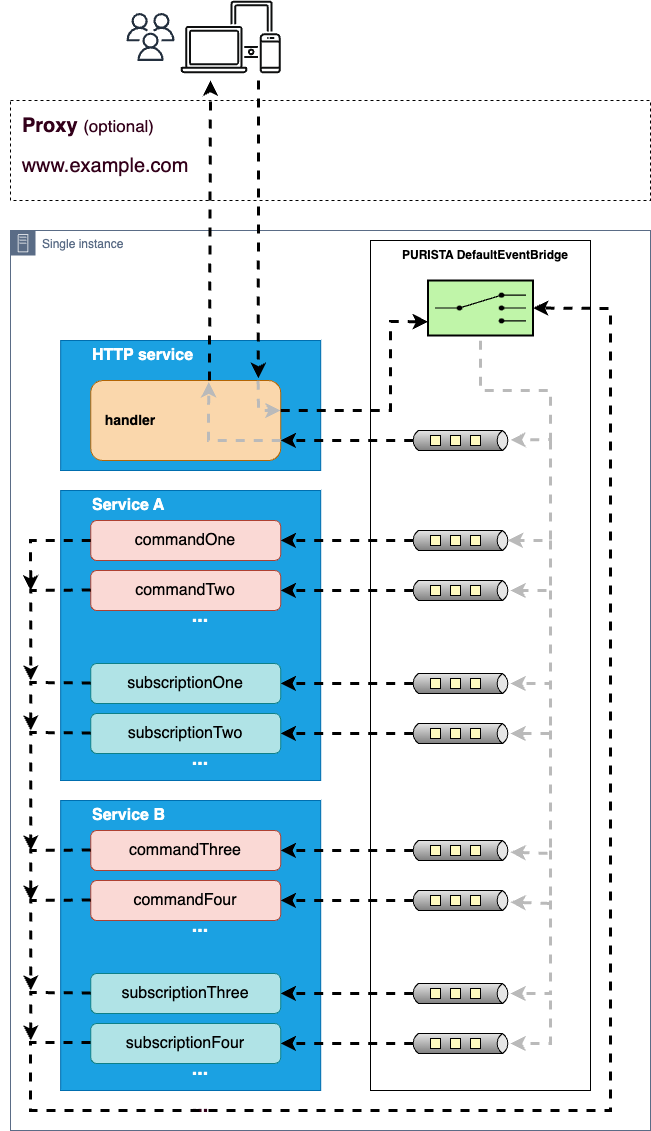 Proxy (optional)
www.example.com
Single instance
PURISTA DefaultEventBridge
HTTP service
handler
Service A
commandOne
commandTwo
...
subscriptionOne
subscriptionTwo
...
Service B
commandThree
commandFour
...
subscriptionThree
subscriptionFour
...